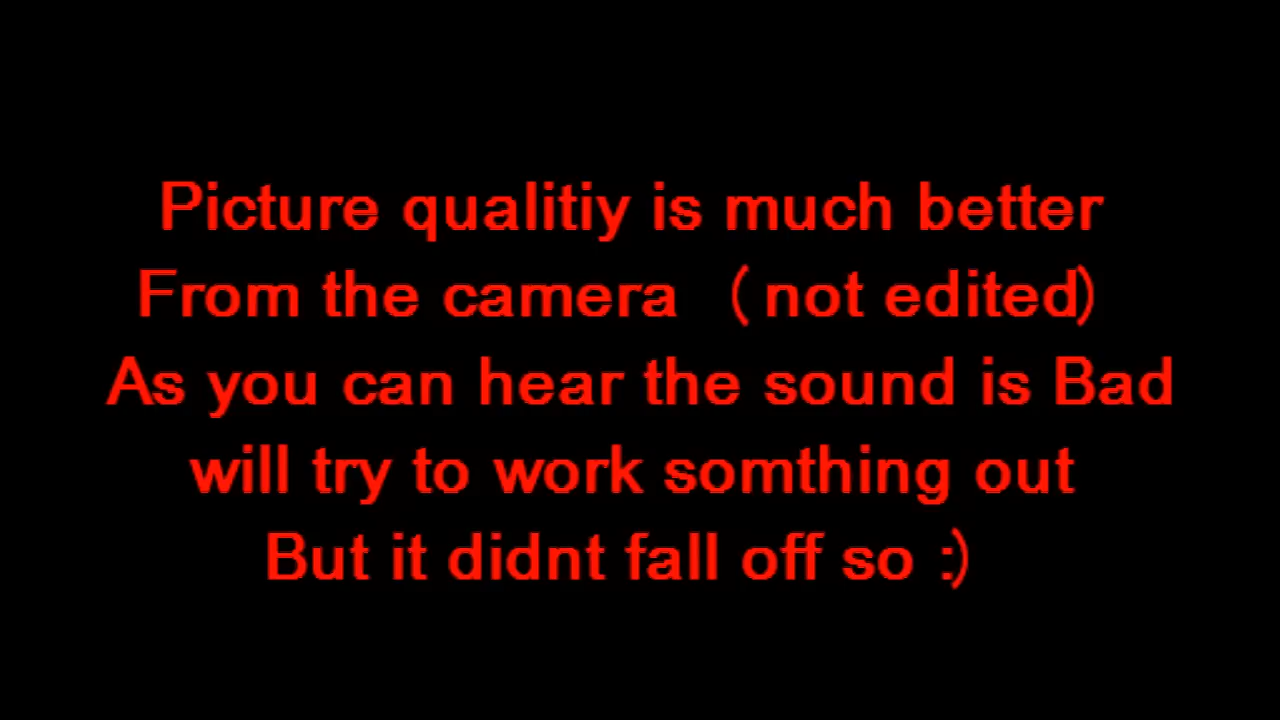 Picture qualitiy is much better
From the camera ( not edited)
As you can hear the sound is Bad
will try to work somthing out
But it didnt fall off so :)